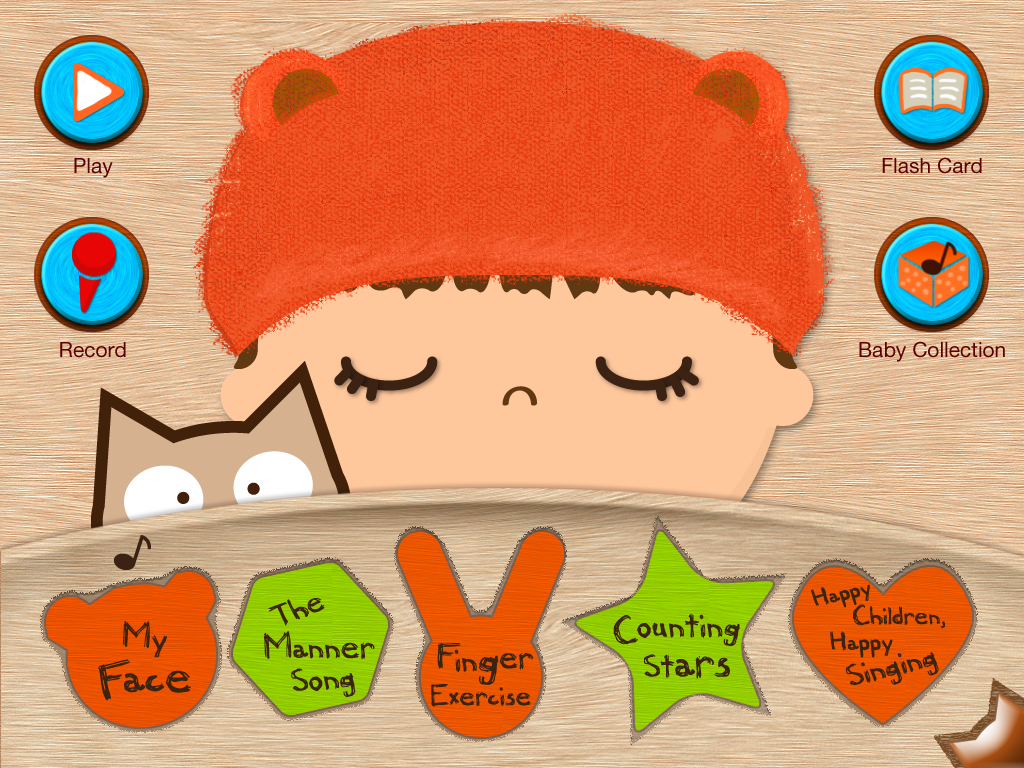 Play
Flash Card
Record
Baby Collection
My
Face
The
Manner
Song
Finger
Exercise
Counting
Stars
Happy
Children,
Happy
Singing